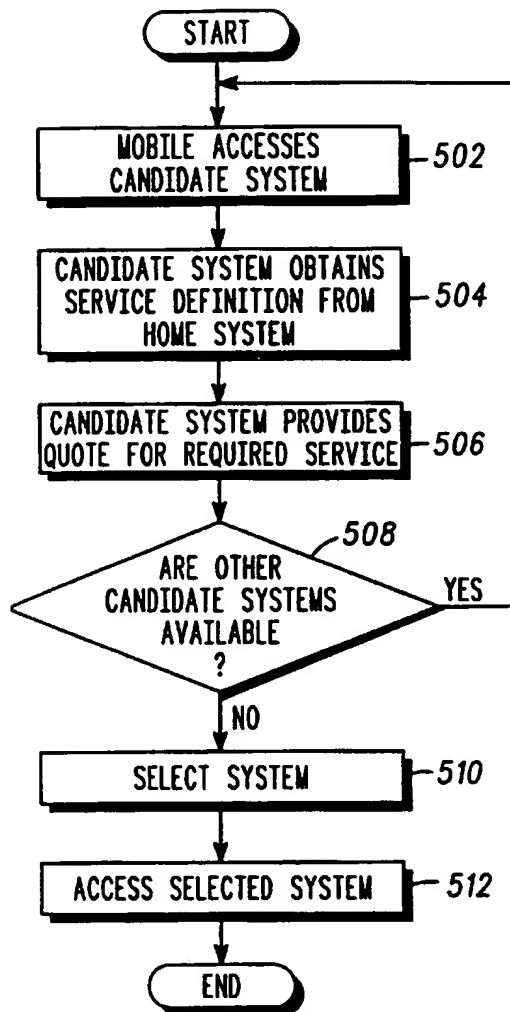 START
MOBILE ACCESSES
CANDIDATE SYSTEM
502
CANDIDATE SYSTEM OBTAINS
SERVICE DEFINITION FROM
HOME SYSTEM
504
CANDIDATE SYSTEM PROVIDES
QUOTE FOR REQUIRED SERVICE
506
508
ARE OTHER
CANDIDATE SYSTEMS
AVAILABLE
?
YES
NO
SELECT SYSTEM
510
ACCESS SELECTED SYSTEM
512
END